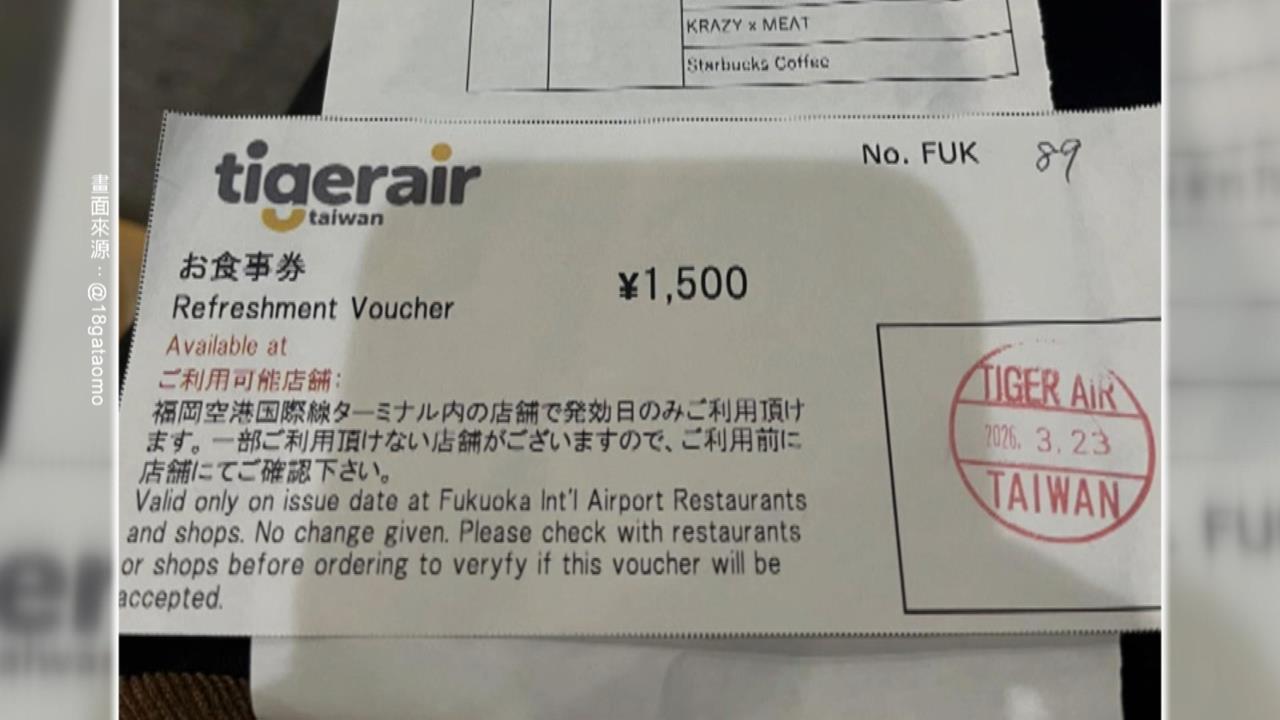 KRAZY x MEAT
Starbucks Coffee
tigerair
taiwan
No. FUK 89
お食事券
¥1,500
Refreshment Voucher
Available at
ご利用可能店舗:
福岡空港国際線ターミナル内の店舗で発効日のみご利用頂け
ます。一部ご利用頂けない店舗がございますので、ご利用前に
店舗にてご確認下さい。
Valid only on issue date at Fukuoka Int'l Airport Restaurants
and shops. No change given. Please check with restaurants
or shops before ordering to veryfy if this voucher will be
accepted.
TIGER AIR
2026. 3. 23
TAIWAN
畫面來源：@18gataomo